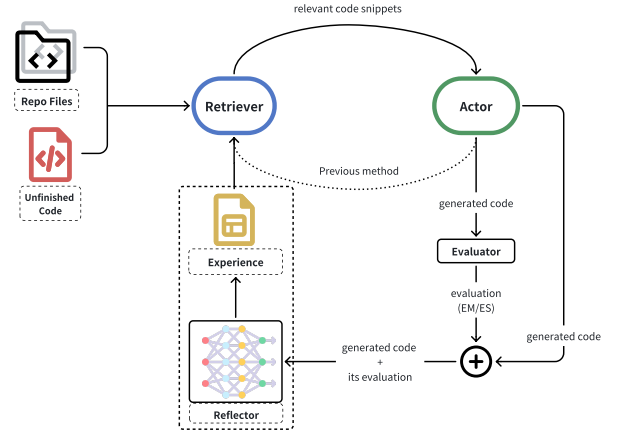 relevant code snippets
Repo Files
Retriever
Actor
Unfinished
Code
Previous method
generated code
Evaluator
Experience
evaluation
(EM/ES)
generated code
generated code
+
its evaluation
Reflector